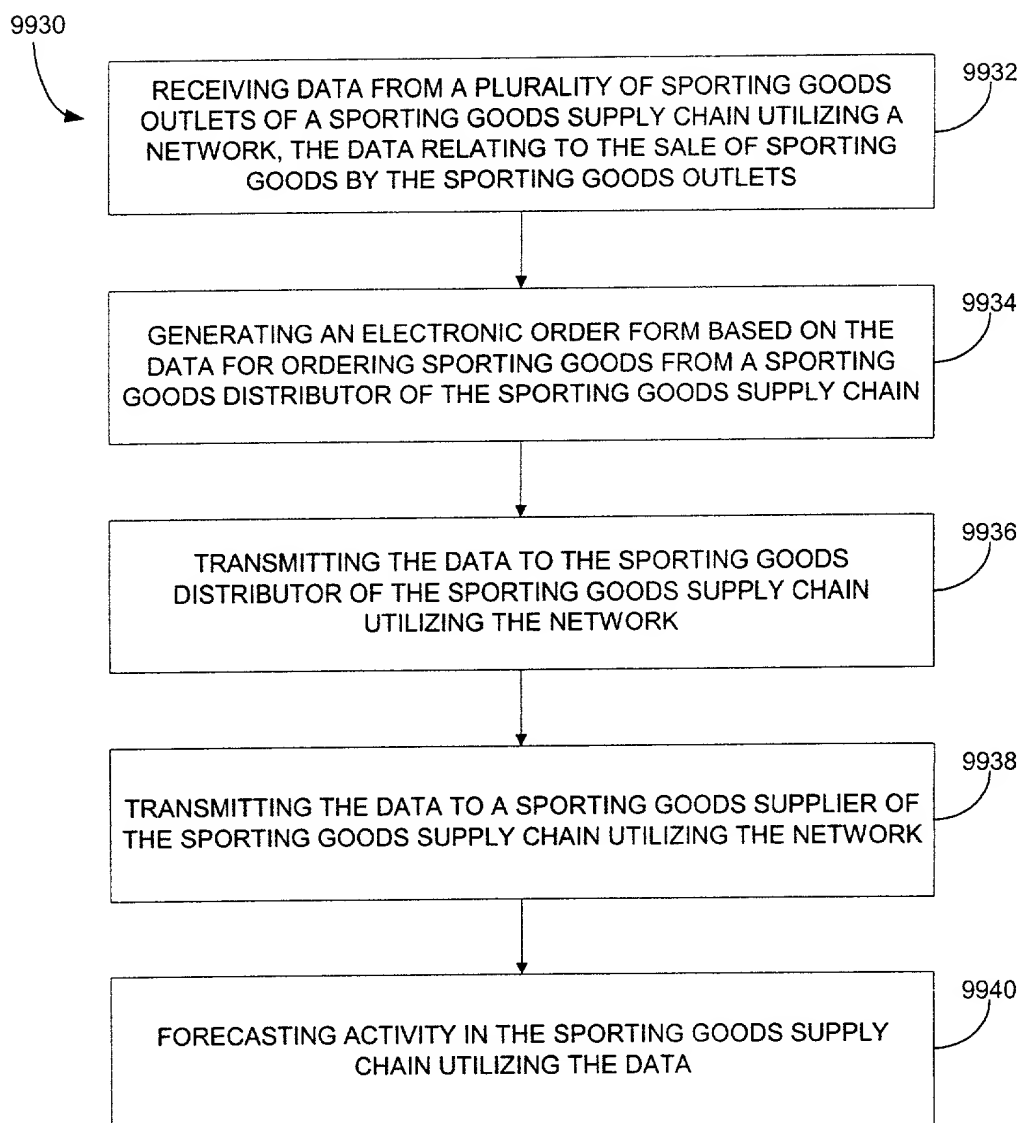 9930
9932
RECEIVING DATA FROM A PLURALITY OF SPORTING GOODS
OUTLETS OF A SPORTING GOODS SUPPLY CHAIN UTILIZING A
NETWORK, THE DATA RELATING TO THE SALE OF SPORTING
GOODS BY THE SPORTING GOODS OUTLETS
9934
GENERATING AN ELECTRONIC ORDER FORM BASED ON THE
DATA FOR ORDERING SPORTING GOODS FROM A SPORTING
GOODS DISTRIBUTOR OF THE SPORTING GOODS SUPPLY CHAIN
9936
TRANSMITTING THE DATA TO THE SPORTING GOODS
DISTRIBUTOR OF THE SPORTING GOODS SUPPLY CHAIN
UTILIZING THE NETWORK
9938
TRANSMITTING THE DATA TO A SPORTING GOODS SUPPLIER OF
THE SPORTING GOODS SUPPLY CHAIN UTILIZING THE NETWORK
9940
FORECASTING ACTIVITY IN THE SPORTING GOODS SUPPLY
CHAIN UTILIZING THE DATA